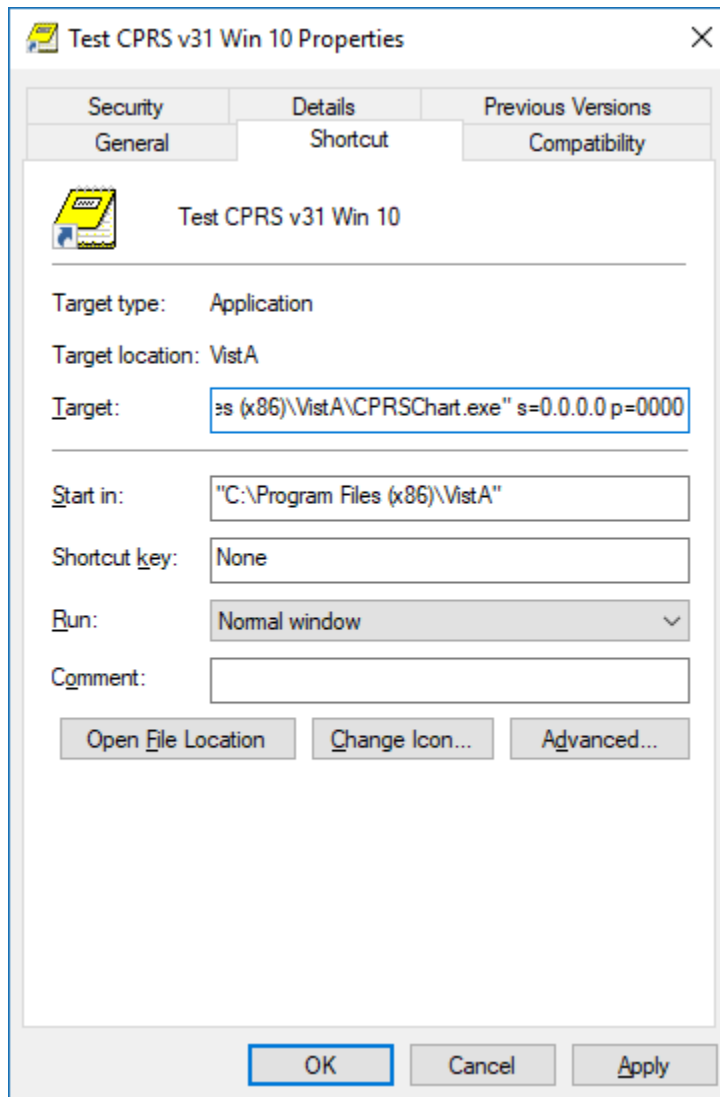 Test CPRS v31 Win 10 Properties
Security Details Previous Versions
General Shortcut Compatibility
Test CPRS v31 Win 10
Target type: Application
Target location: VistA
Target: es (x86)\VistA\CPRSChart.exe" s=0.0.0.0 p=0000
Start in: "C:\Program Files (x86)\VistA"
Shortcut key: None
Run: Normal window
Comment:
Open File Location Change Icon... Advanced...
OK Cancel Apply